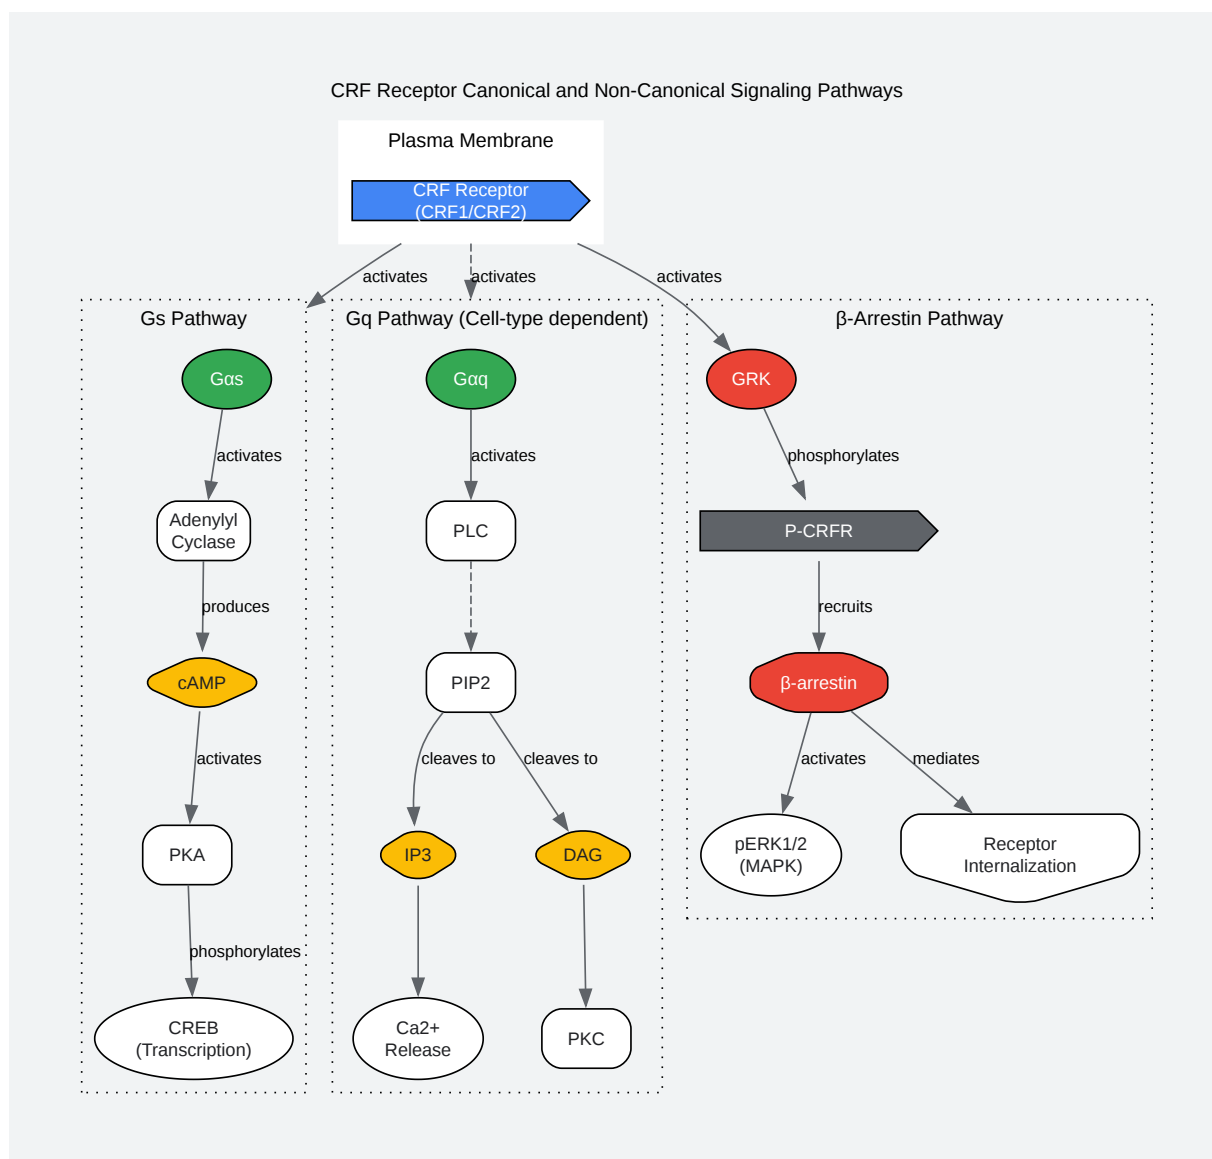 CRF Receptor Canonical and Non-Canonical Signaling Pathways
Plasma Membrane
CRF Receptor
(CRF1/CRF2)
activates
activates
activates
Gs Pathway
Gαs
activates
Adenylyl
Cyclase
produces
cAMP
activates
PKA
phosphorylates
CREB
(Transcription)
Gq Pathway (Cell-type dependent)
Gαq
activates
PLC
PIP2
cleaves to
cleaves to
IP3
DAG
Ca2+
Release
PKC
β-Arrestin Pathway
GRK
phosphorylates
P-CRFR
recruits
β-arrestin
activates
mediates
pERK1/2
(MAPK)
Receptor
Internalization